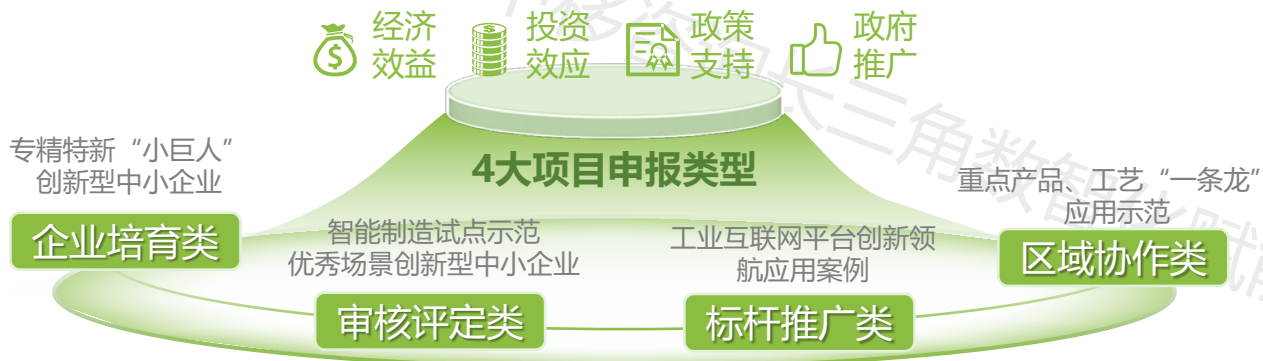 经济
效益
投资
效应
政策
支持
政府
推广
4大项目申报类型
专精特新“小巨人”
创新型中小企业
企业培育类
智能制造试点示范
优秀场景创新型中小企业
审核评定类
工业互联网平台创新领
航应用案例
标杆推广类
重点产品、工艺“一条龙”
应用示范
区域协作类
长三角数智